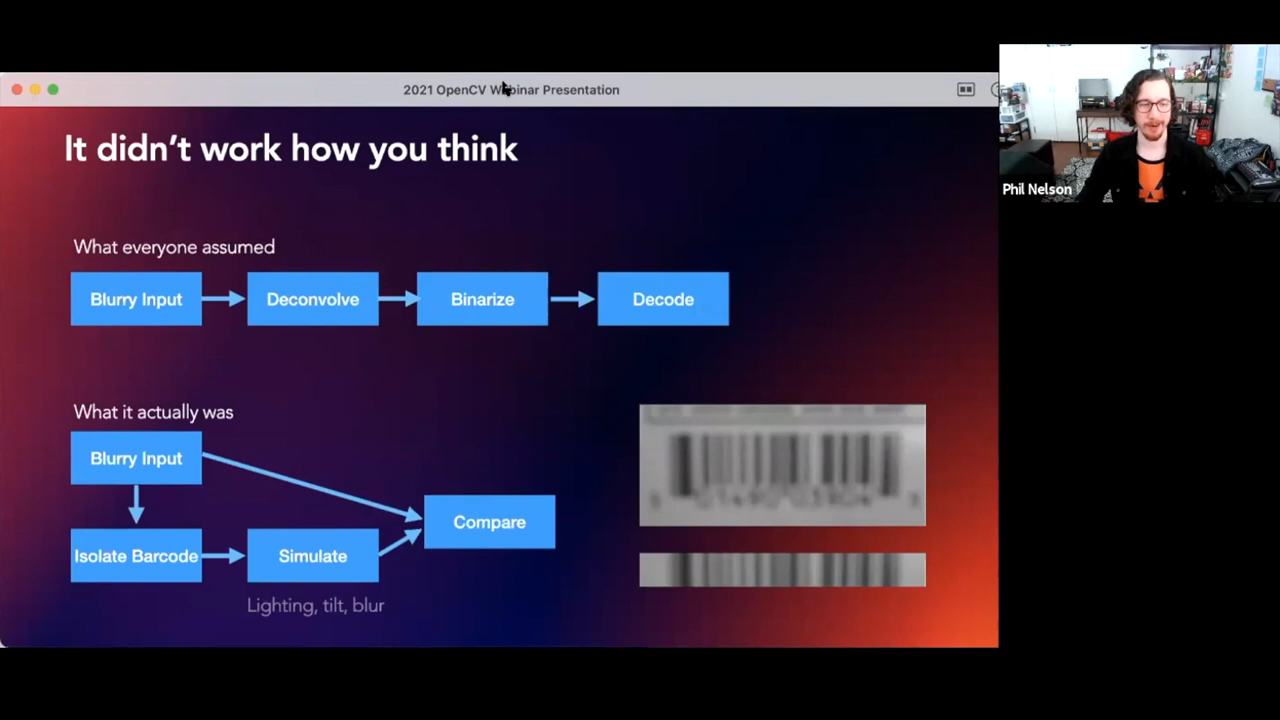 2021 OpenCV Webinar Presentation
It didn't work how you think
What everyone assumed
Blurry Input
Deconvolve
Binarize
Decode
What it actually was
Blurry Input
Compare
Isolate Barcode
Simulate
Lighting, tilt, blur
Phil Nelson